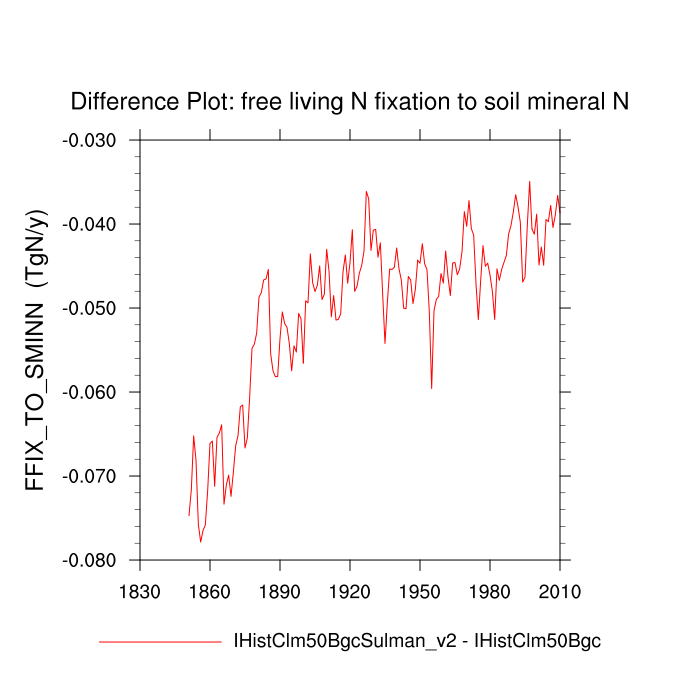 Difference Plot: free living N fixation to soil mineral N
FFIX_TO_SMINN (TgN/y)
-0.030
-0.040
-0.050
-0.060
-0.070
-0.080
1830 1860 1890 1920 1950 1980 2010
IHistClm50BgcSulman_v2 - IHistClm50Bgc